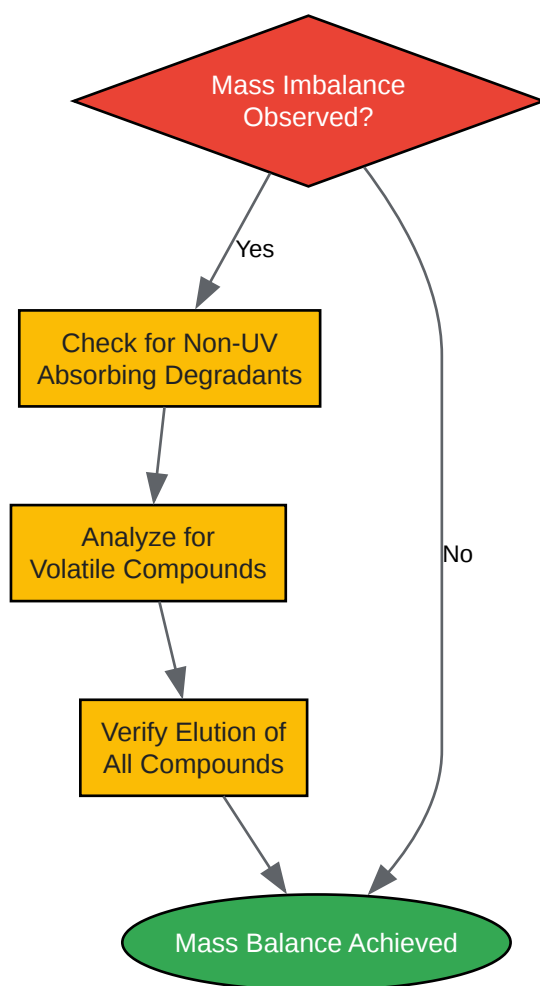 Mass Imbalance
Observed?
Yes
Check for Non-UV
Absorbing Degradants
Analyze for
Volatile Compounds
No
Verify Elution of
All Compounds
Mass Balance Achieved